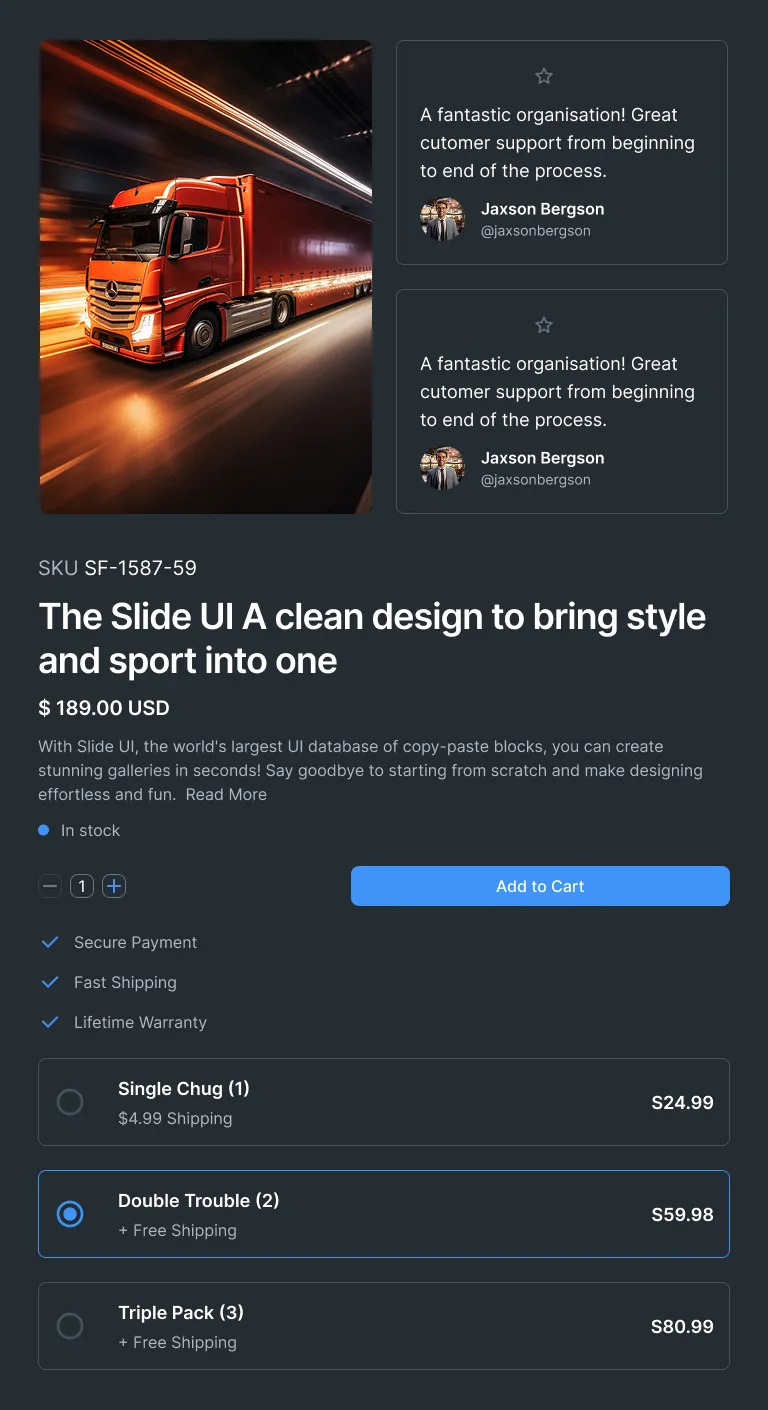 A fantastic organisation! Great
cutomer support from beginning
to end of the process.
Jaxson Bergson
@jaxsonbergson
A fantastic organisation! Great
cutomer support from beginning
to end of the process.
Jaxson Bergson
@jaxsonbergson
SKU SF-1587-59
The Slide UI A clean design to bring style
and sport into one
$ 189.00 USD
With Slide UI, the world's largest UI database of copy-paste blocks, you can create
stunning galleries in seconds! Say goodbye to starting from scratch and make designing
effortless and fun. Read More
In stock
1
Add to Cart
Secure Payment
Fast Shipping
Lifetime Warranty
Single Chug (1)
$4.99 Shipping
S24.99
Double Trouble (2)
+ Free Shipping
S59.98
Triple Pack (3)
+ Free Shipping
S80.99